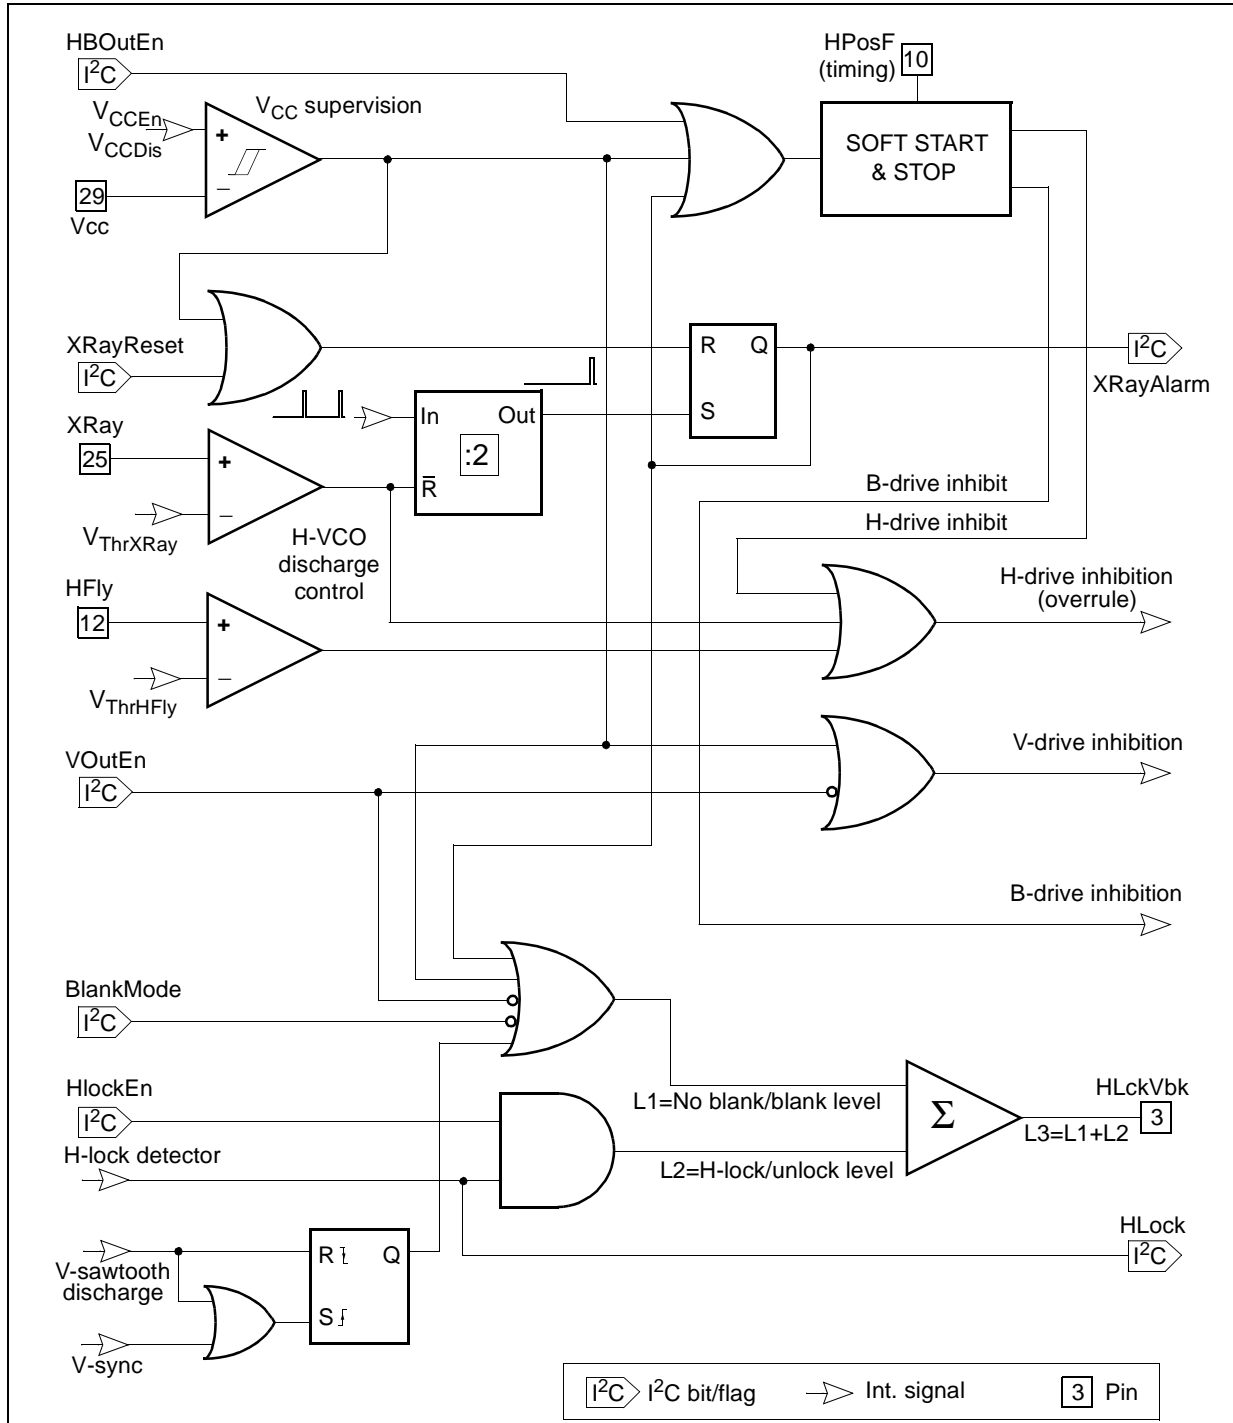 HBOutEn
I²C
VCCEn
VCCDis
+
−
VCC supervision
29
Vcc
HPosF
(timing)
10
SOFT START
& STOP
XRayReset
I²C
R Q
S
I²C
XRayAlarm
XRay
25
+
−
VThrXRay
In Out
:2
R̅
H-VCO
discharge
control
B-drive inhibit
H-drive inhibit
HFly
12
+
−
VThrHFly
H-drive inhibition
(overrule)
VOutEn
I²C
V-drive inhibition
B-drive inhibition
BlankMode
I²C
HlockEn
I²C
H-lock detector
L1=No blank/blank level
L2=H-lock/unlock level
Σ
L3=L1+L2
HLckVbk
3
HLock
I²C
V-sawtooth
discharge
V-sync
R Q
S
I²C I²C bit/flag Int. signal 3 Pin